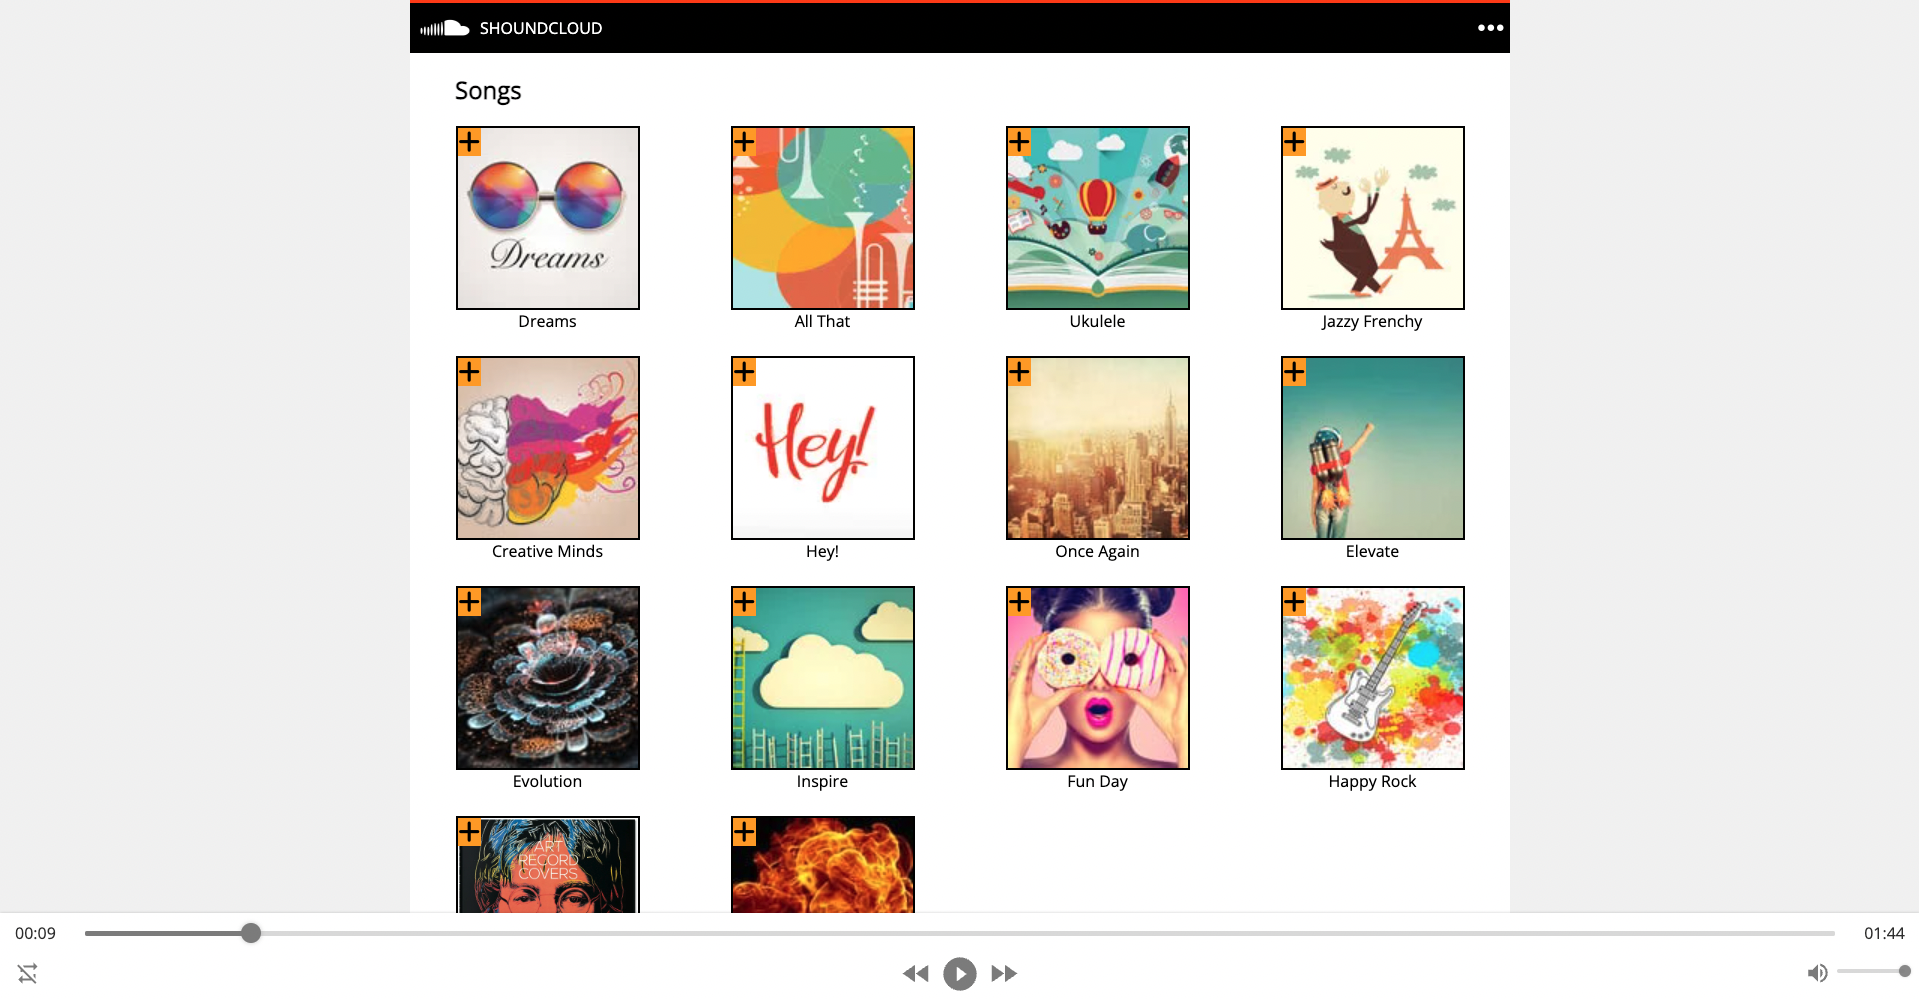 SHOUNDCLOUD
Songs
Dreams
Dreams
All That
Ukulele
Jazzy Frenchy
Hey!
Creative Minds
Hey!
Once Again
Elevate
Evolution
Inspire
Fun Day
Happy Rock
ART
RECORD
COVERS
00:09
01:44